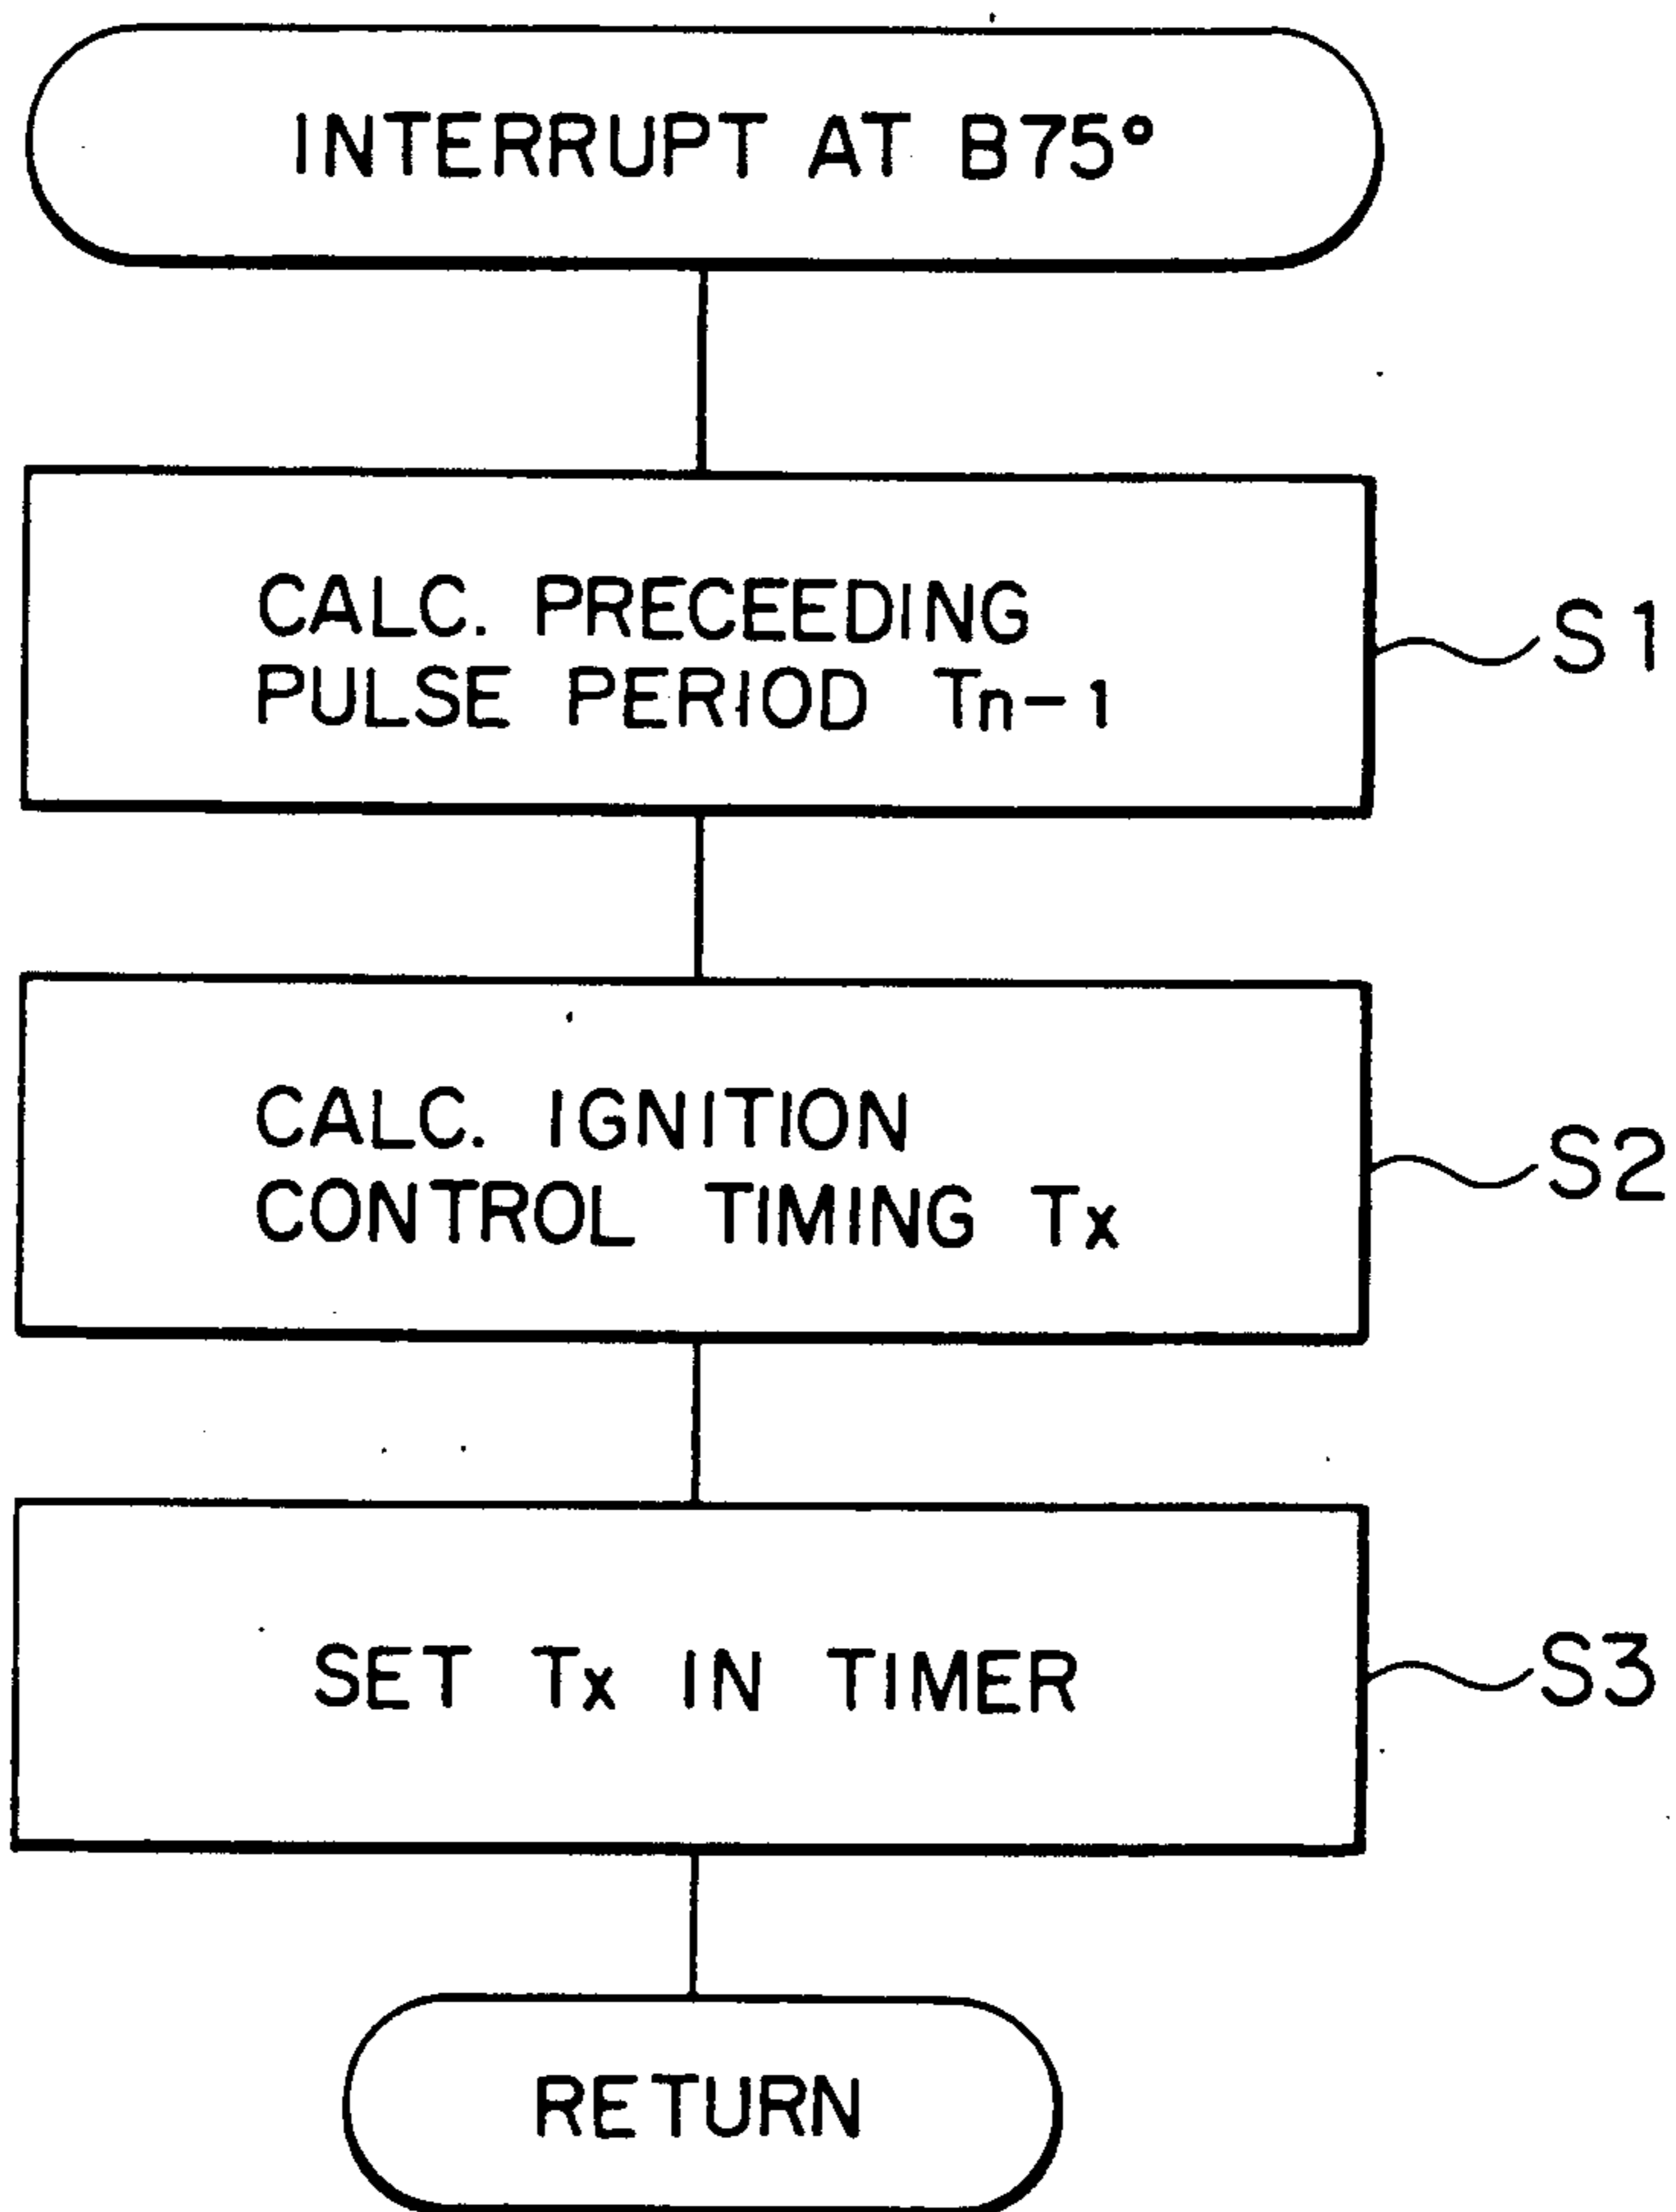 INTERRUPT AT B75°
CALC. PRECEEDING
PULSE PERIOD Tn-1
S1
CALC. IGNITION
CONTROL TIMING Tx
S2
SET Tx IN TIMER
S3
RETURN